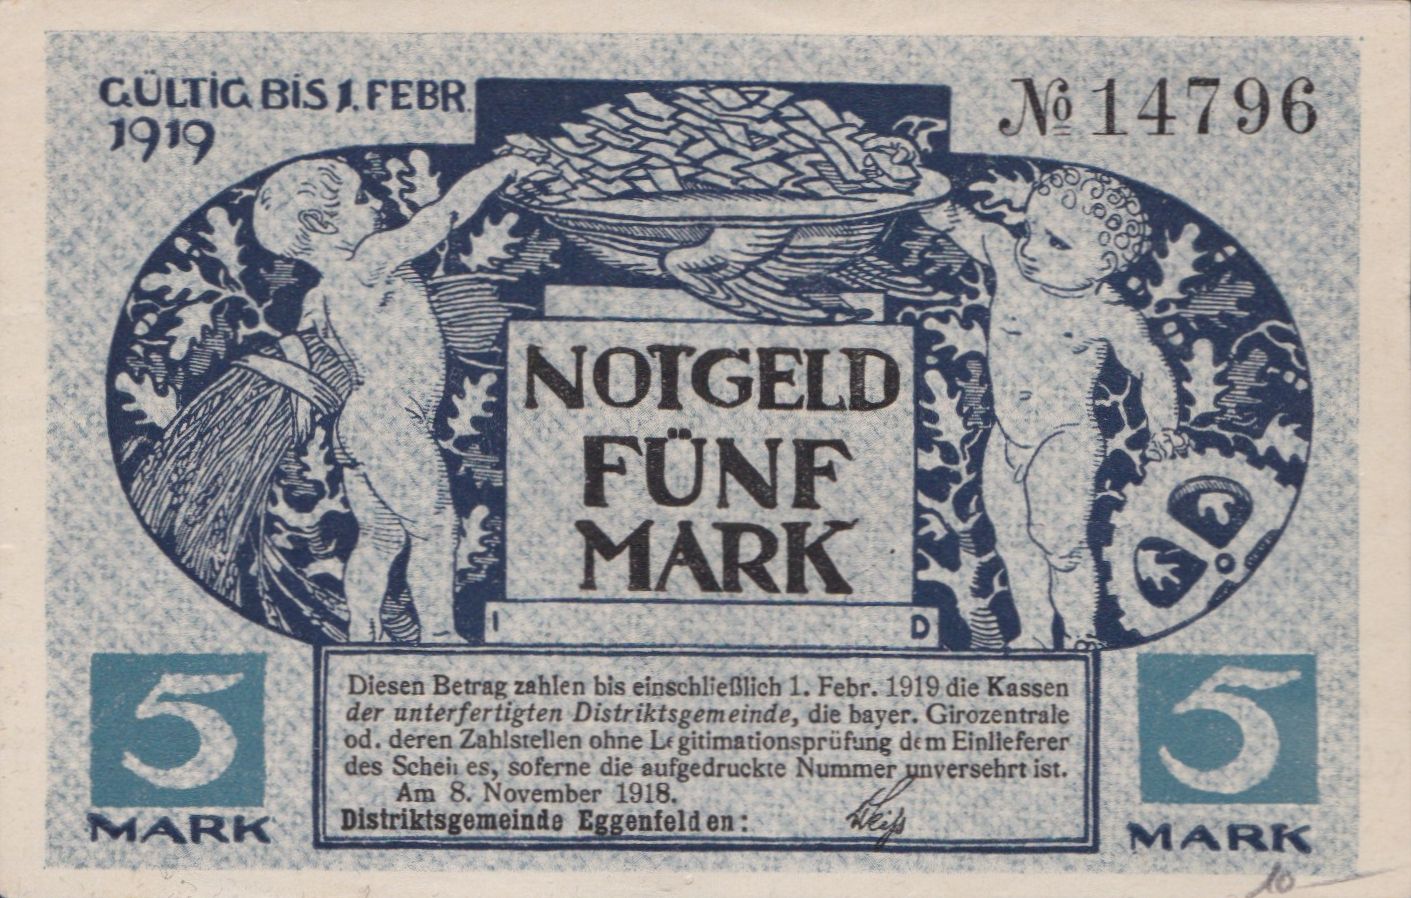 GÜLTIG BIS 1. FEBR.
1919
№ 14796
NOTGELD
FÜNF
MARK
I D
5
MARK
Diesen Betrag zahlen bis einschließlich 1. Febr. 1919 die Kassen
der unterfertigten Distriktsgemeinde, die bayer. Girozentrale
od. deren Zahlstellen ohne Legitimationsprüfung dem Einlieferer
des Scheines, soferne die aufgedruckte Nummer unversehrt ist.
Am 8. November 1918.
Distriktsgemeinde Eggenfelden:
5
MARK
10